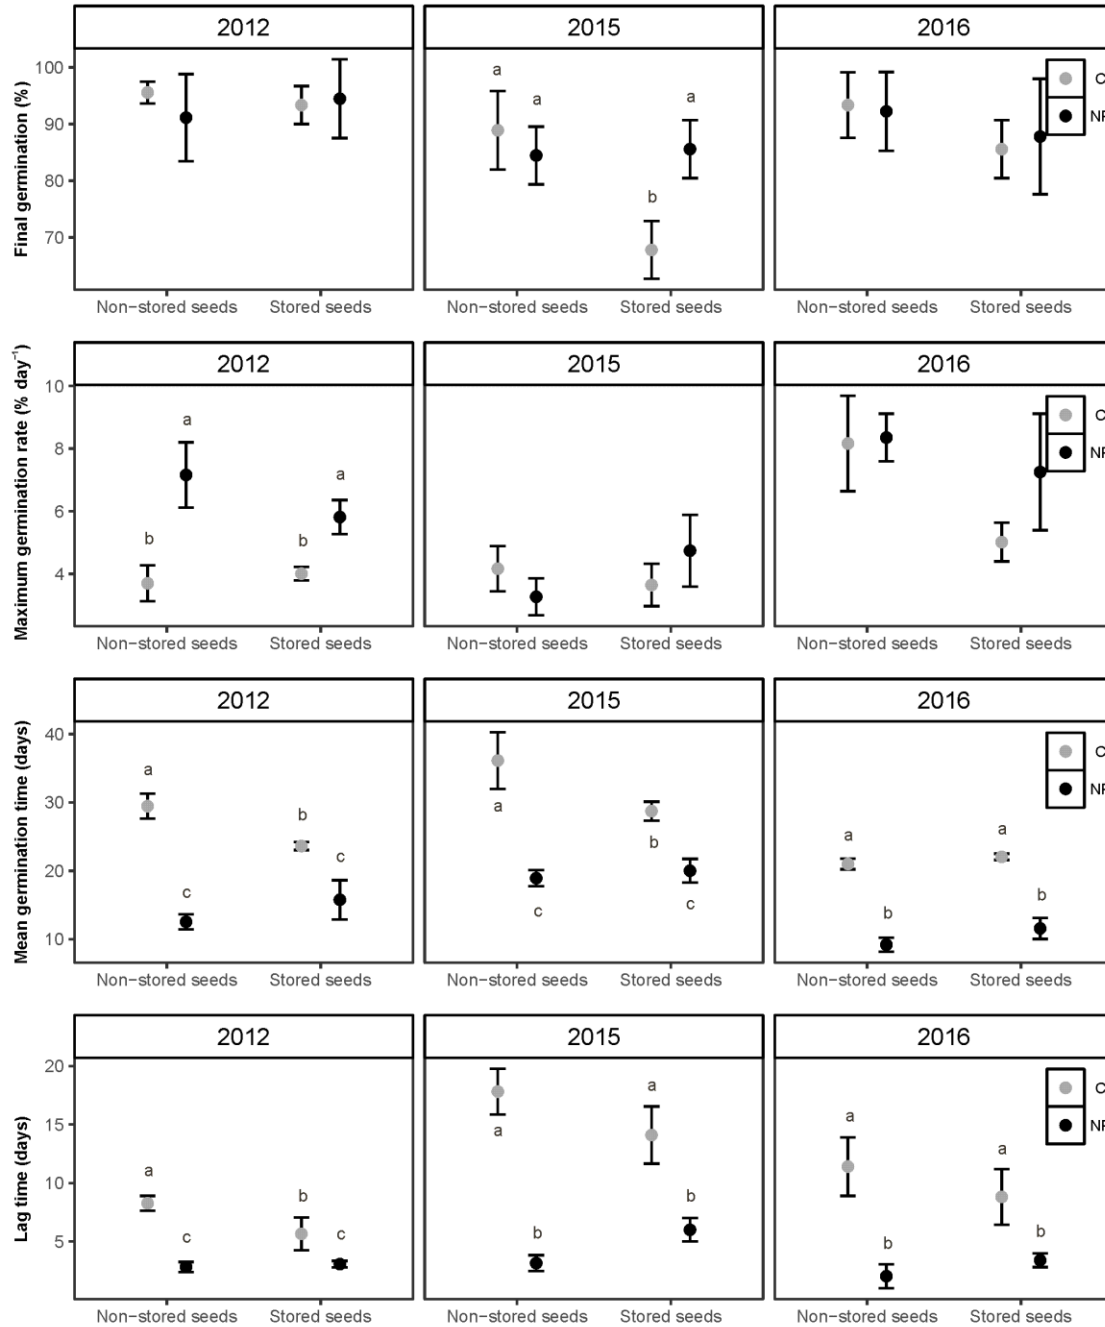 2012 2015 2016
Final germination (%)
100
90
80
70
a a a b
C
NP
Non−stored seeds Stored seeds Non−stored seeds Stored seeds Non−stored seeds Stored seeds
2012 2015 2016
Maximum germination rate (% day⁻¹)
10
8
6
4
b a b a
C
NP
Non−stored seeds Stored seeds Non−stored seeds Stored seeds Non−stored seeds Stored seeds
2012 2015 2016
Mean germination time (days)
40
30
20
10
a c b c
a c b c
a b a b
C
NP
Non−stored seeds Stored seeds Non−stored seeds Stored seeds Non−stored seeds Stored seeds
2012 2015 2016
Lag time (days)
20
15
10
5
a c b c
a b a b
a b a b
C
NP
Non−stored seeds Stored seeds Non−stored seeds Stored seeds Non−stored seeds Stored seeds